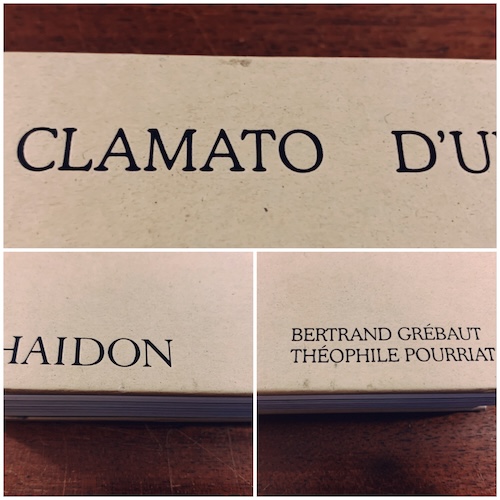 CLAMATO D'U
HAIDON
BERTRAND GRÉBAUT
THÉOPHILE POURRIAT